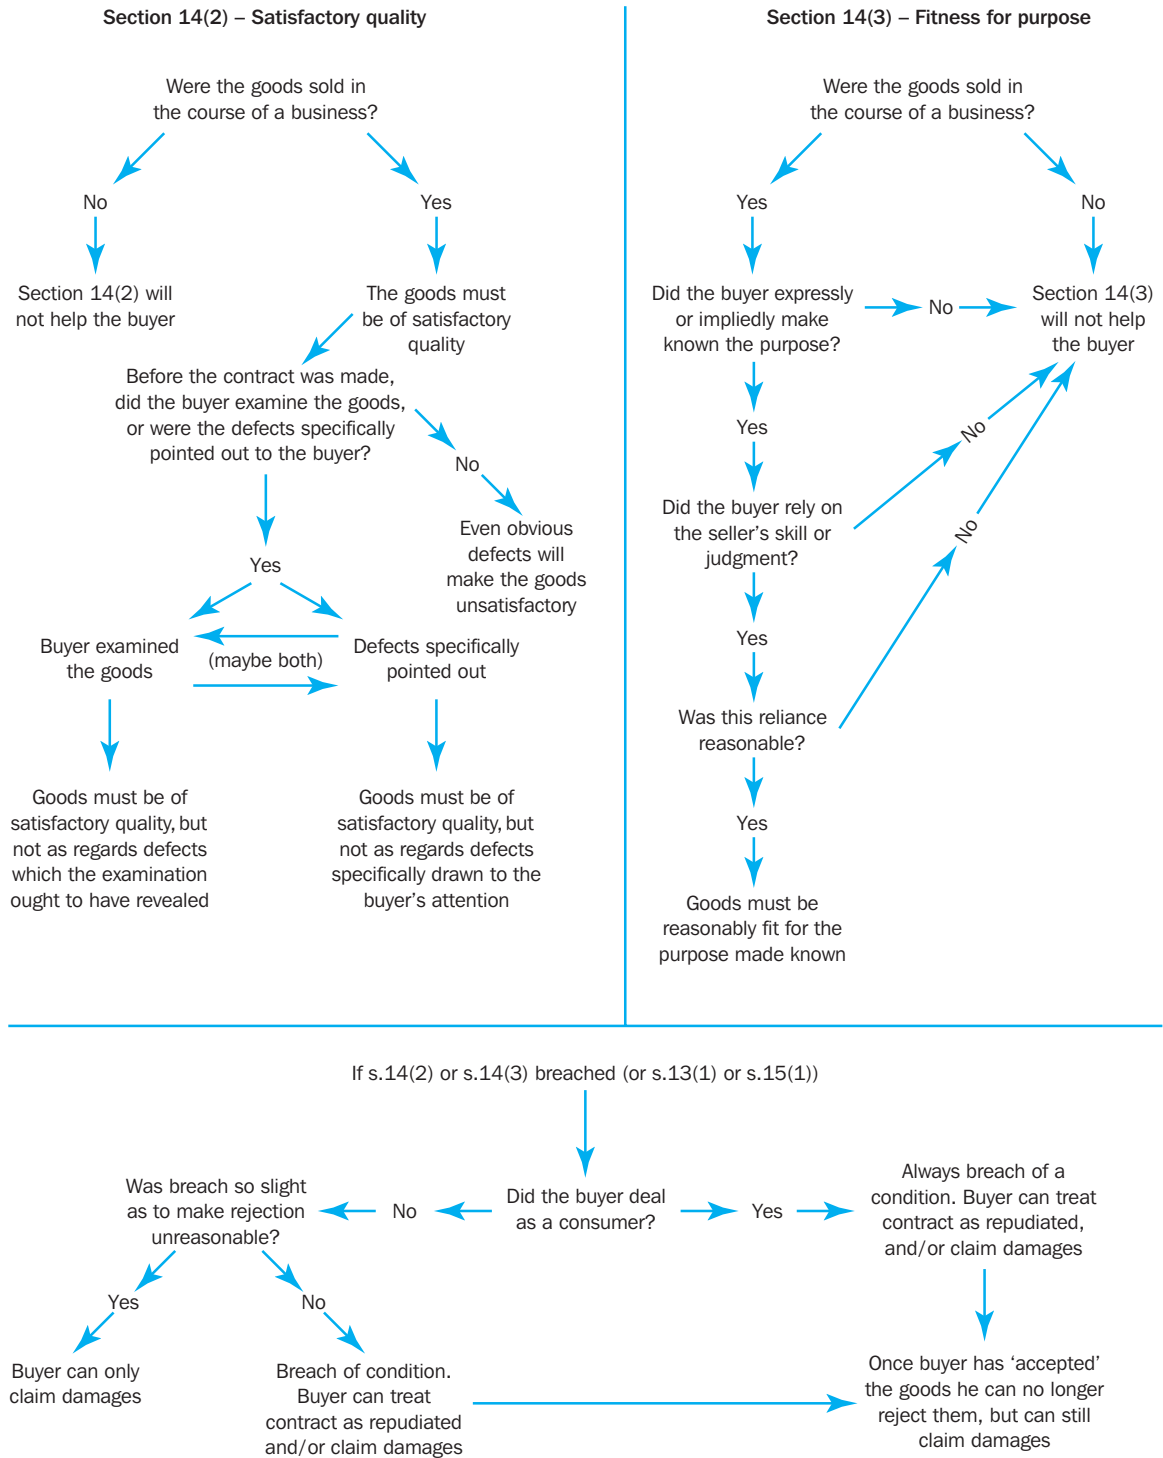 Section 14(2) – Satisfactory quality
Were the goods sold in
the course of a business?
No
Yes
Section 14(2) will
not help the buyer
The goods must
be of satisfactory
quality
Before the contract was made,
did the buyer examine the goods,
or were the defects specifically
pointed out to the buyer?
No
Even obvious
defects will
make the goods
unsatisfactory
Yes
Buyer examined
the goods
(maybe both)
Defects specifically
pointed out
Goods must be of
satisfactory quality, but
not as regards defects
which the examination
ought to have revealed
Goods must be of
satisfactory quality, but
not as regards defects
specifically drawn to the
buyer’s attention
Section 14(3) – Fitness for purpose
Were the goods sold in
the course of a business?
Yes
No
Did the buyer expressly
or impliedly make
known the purpose?
No
Section 14(3)
will not help
the buyer
Yes
No
Did the buyer rely on
the seller’s skill or
judgment?
No
Yes
Was this reliance
reasonable?
Yes
Goods must be
reasonably fit for the
purpose made known
If s.14(2) or s.14(3) breached (or s.13(1) or s.15(1))
Was breach so slight
as to make rejection
unreasonable?
No
Did the buyer deal
as a consumer?
Yes
Always breach of a
condition. Buyer can treat
contract as repudiated,
and/or claim damages
Yes
No
Buyer can only
claim damages
Breach of condition.
Buyer can treat
contract as repudiated
and/or claim damages
Once buyer has ‘accepted’
the goods he can no longer
reject them, but can still
claim damages